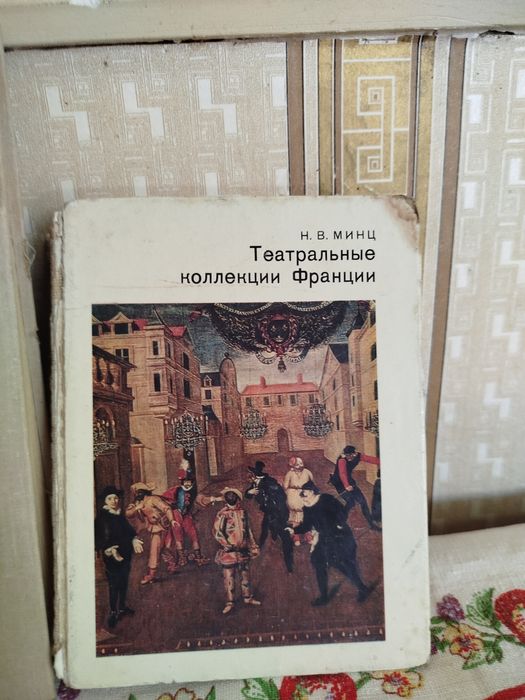 Н. В. МИНЦ
Театральные
коллекции Франции